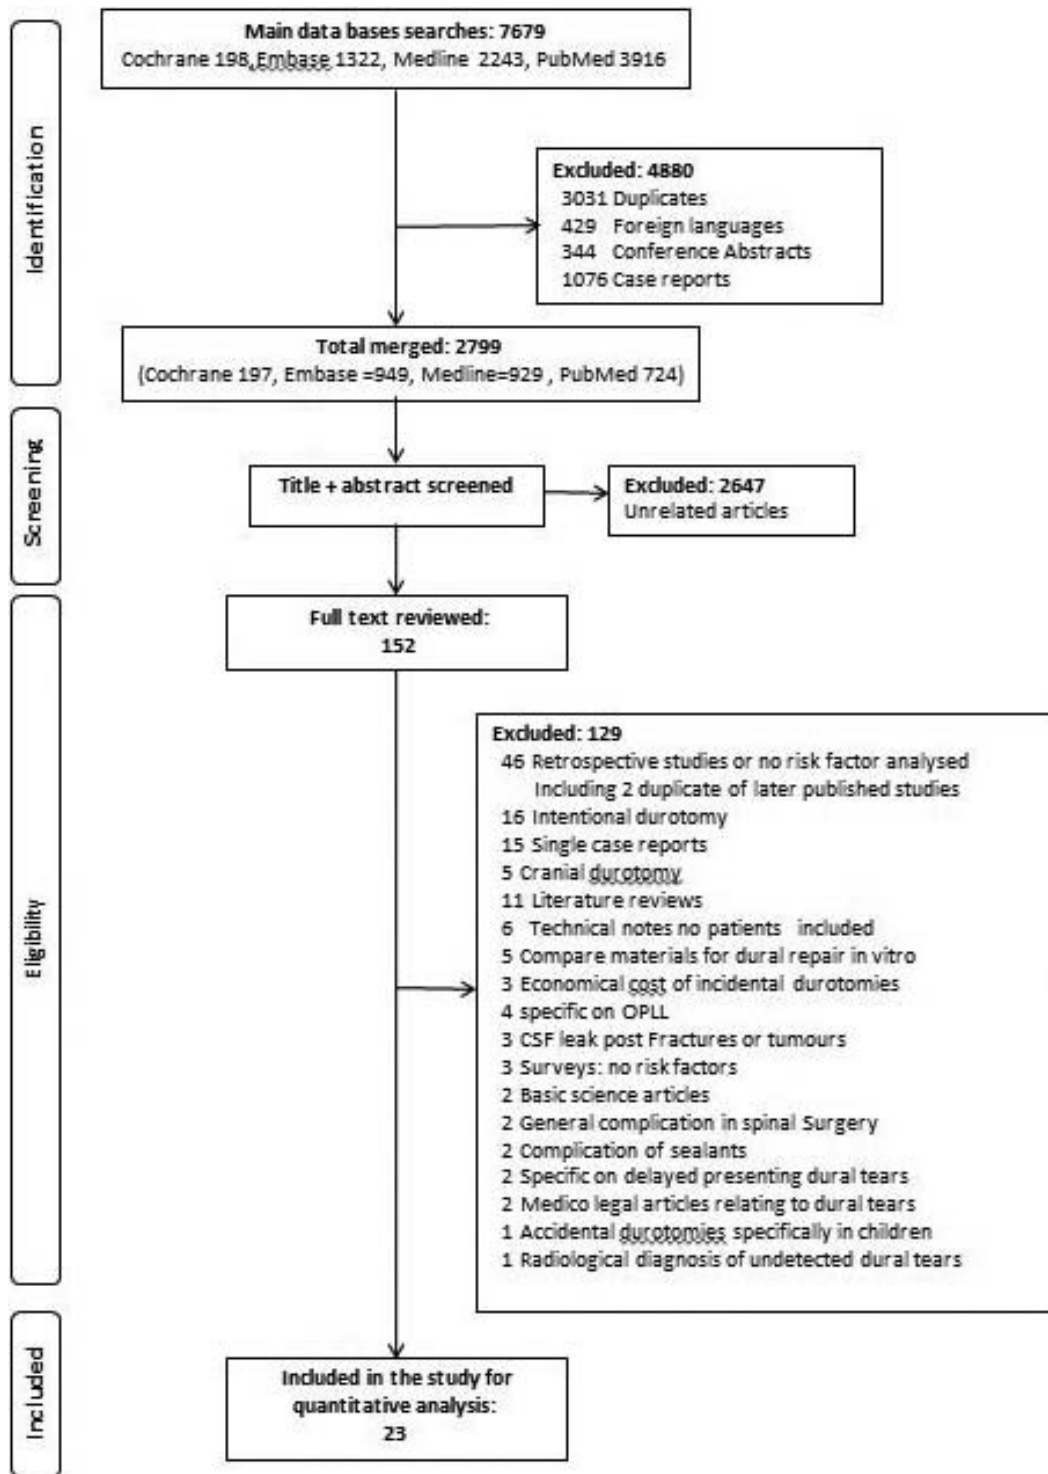 Identification
Main data bases searches: 7679
Cochrane 198,Embase 1322, Medline 2243, PubMed 3916
Excluded: 4880
3031 Duplicates
429 Foreign languages
344 Conference Abstracts
1076 Case reports
Total merged: 2799
(Cochrane 197, Embase =949, Medline=929 , PubMed 724)
Screening
Title + abstract screened
Excluded: 2647
Unrelated articles
Eligibility
Full text reviewed:
152
Excluded: 129
46 Retrospective studies or no risk factor analysed
Including 2 duplicate of later published studies
16 Intentional durotomy
15 Single case reports
5 Cranial durotomy
11 Literature reviews
6 Technical notes no patients included
5 Compare materials for dural repair in vitro
3 Economical cost of incidental durotomies
4 specific on OPLL
3 CSF leak post Fractures or tumours
3 Surveys: no risk factors
2 Basic science articles
2 General complication in spinal Surgery
2 Complication of sealants
2 Specific on delayed presenting dural tears
2 Medico legal articles relating to dural tears
1 Accidental durotomies specifically in children
1 Radiological diagnosis of undetected dural tears
Included
Included in the study for
quantitative analysis:
23